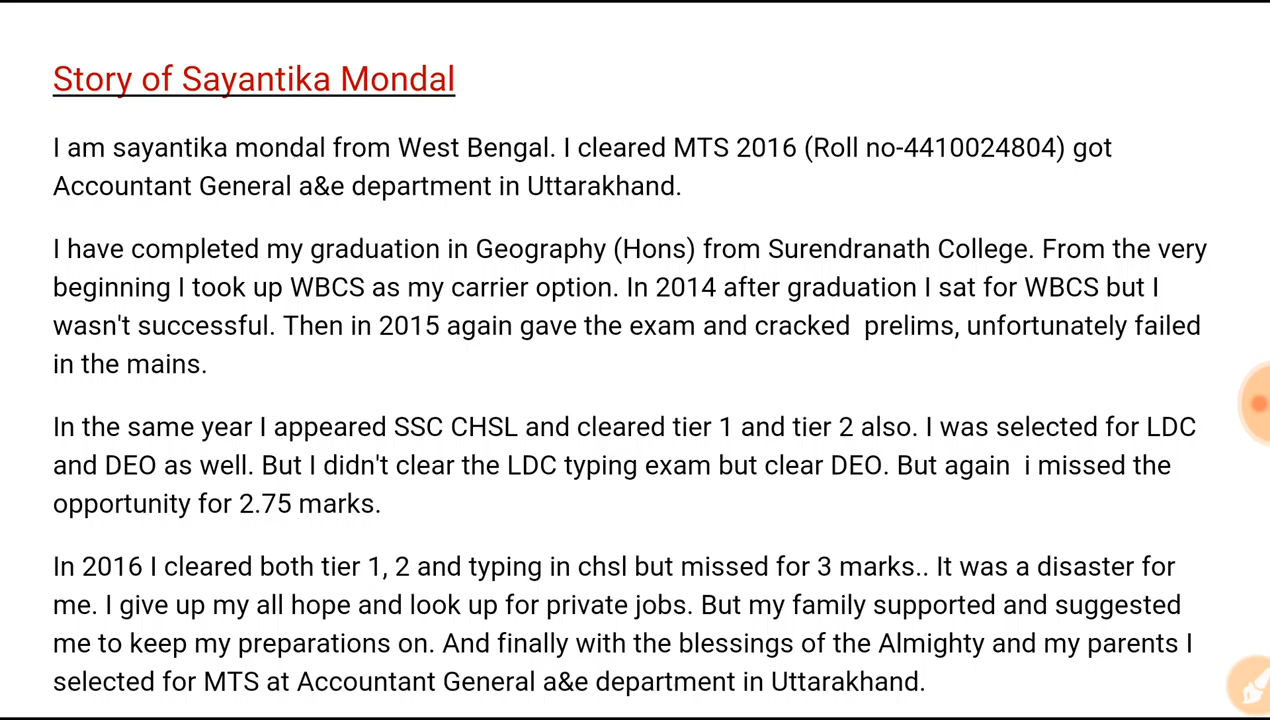 Story of Sayantika Mondal
I am sayantika mondal from West Bengal. I cleared MTS 2016 (Roll no-4410024804) got
Accountant General a&e department in Uttarakhand.
I have completed my graduation in Geography (Hons) from Surendranath College. From the very
beginning I took up WBCS as my carrier option. In 2014 after graduation I sat for WBCS but I
wasn't successful. Then in 2015 again gave the exam and cracked  prelims, unfortunately failed
in the mains.
In the same year I appeared SSC CHSL and cleared tier 1 and tier 2 also. I was selected for LDC
and DEO as well. But I didn't clear the LDC typing exam but clear DEO. But again  i missed the
opportunity for 2.75 marks.
In 2016 I cleared both tier 1, 2 and typing in chsl but missed for 3 marks.. It was a disaster for
me. I give up my all hope and look up for private jobs. But my family supported and suggested
me to keep my preparations on. And finally with the blessings of the Almighty and my parents I
selected for MTS at Accountant General a&e department in Uttarakhand.